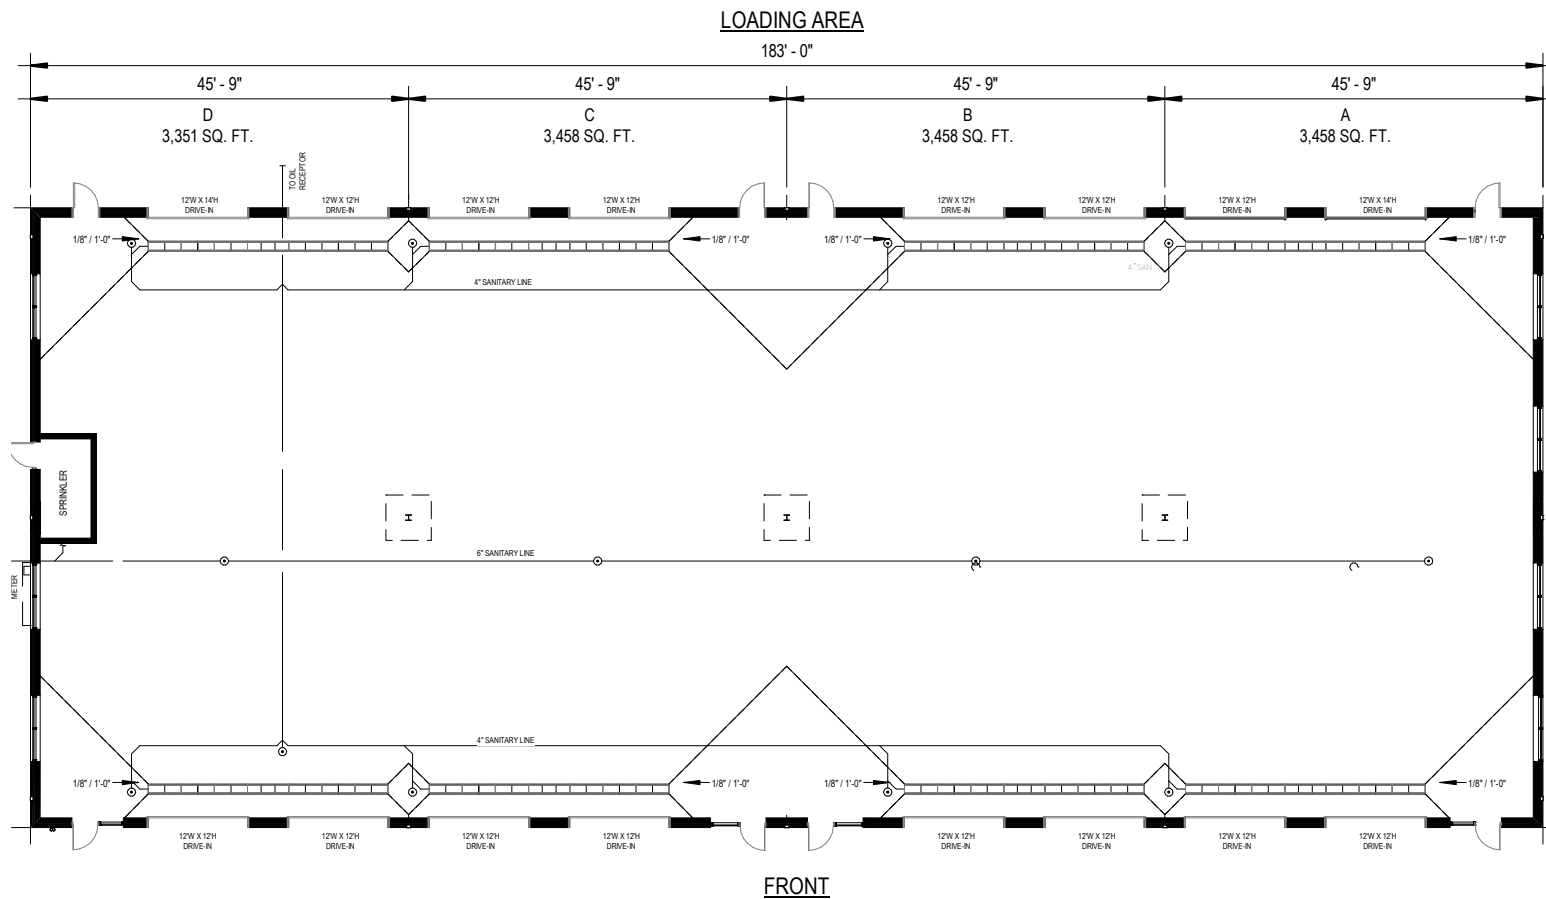 LOADING AREA
183' - 0"
45' - 9" 45' - 9" 45' - 9" 45' - 9"
D C B A
3,351 SQ. FT. 3,458 SQ. FT. 3,458 SQ. FT. 3,458 SQ. FT.
TO OIL
RECEPTOR
12'W X 14'H 12'W X 12'H 12'W X 12'H 12'W X 12'H 12'W X 12'H 12'W X 12'H 12'W X 12'H 12'W X 14'H
DRIVE-IN DRIVE-IN DRIVE-IN DRIVE-IN DRIVE-IN DRIVE-IN DRIVE-IN DRIVE-IN
1/8" / 1'-0" 1/8" / 1'-0" 1/8" / 1'-0" 1/8" / 1'-0"
4" SAN
4" SANITARY LINE
SPRINKLER
H H H
6" SANITARY LINE
METER
4" SANITARY LINE
1/8" / 1'-0" 1/8" / 1'-0" 1/8" / 1'-0" 1/8" / 1'-0"
12'W X 12'H 12'W X 12'H 12'W X 12'H 12'W X 12'H 12'W X 12'H 12'W X 12'H 12'W X 12'H 12'W X 12'H
DRIVE-IN DRIVE-IN DRIVE-IN DRIVE-IN DRIVE-IN DRIVE-IN DRIVE-IN DRIVE-IN
FRONT